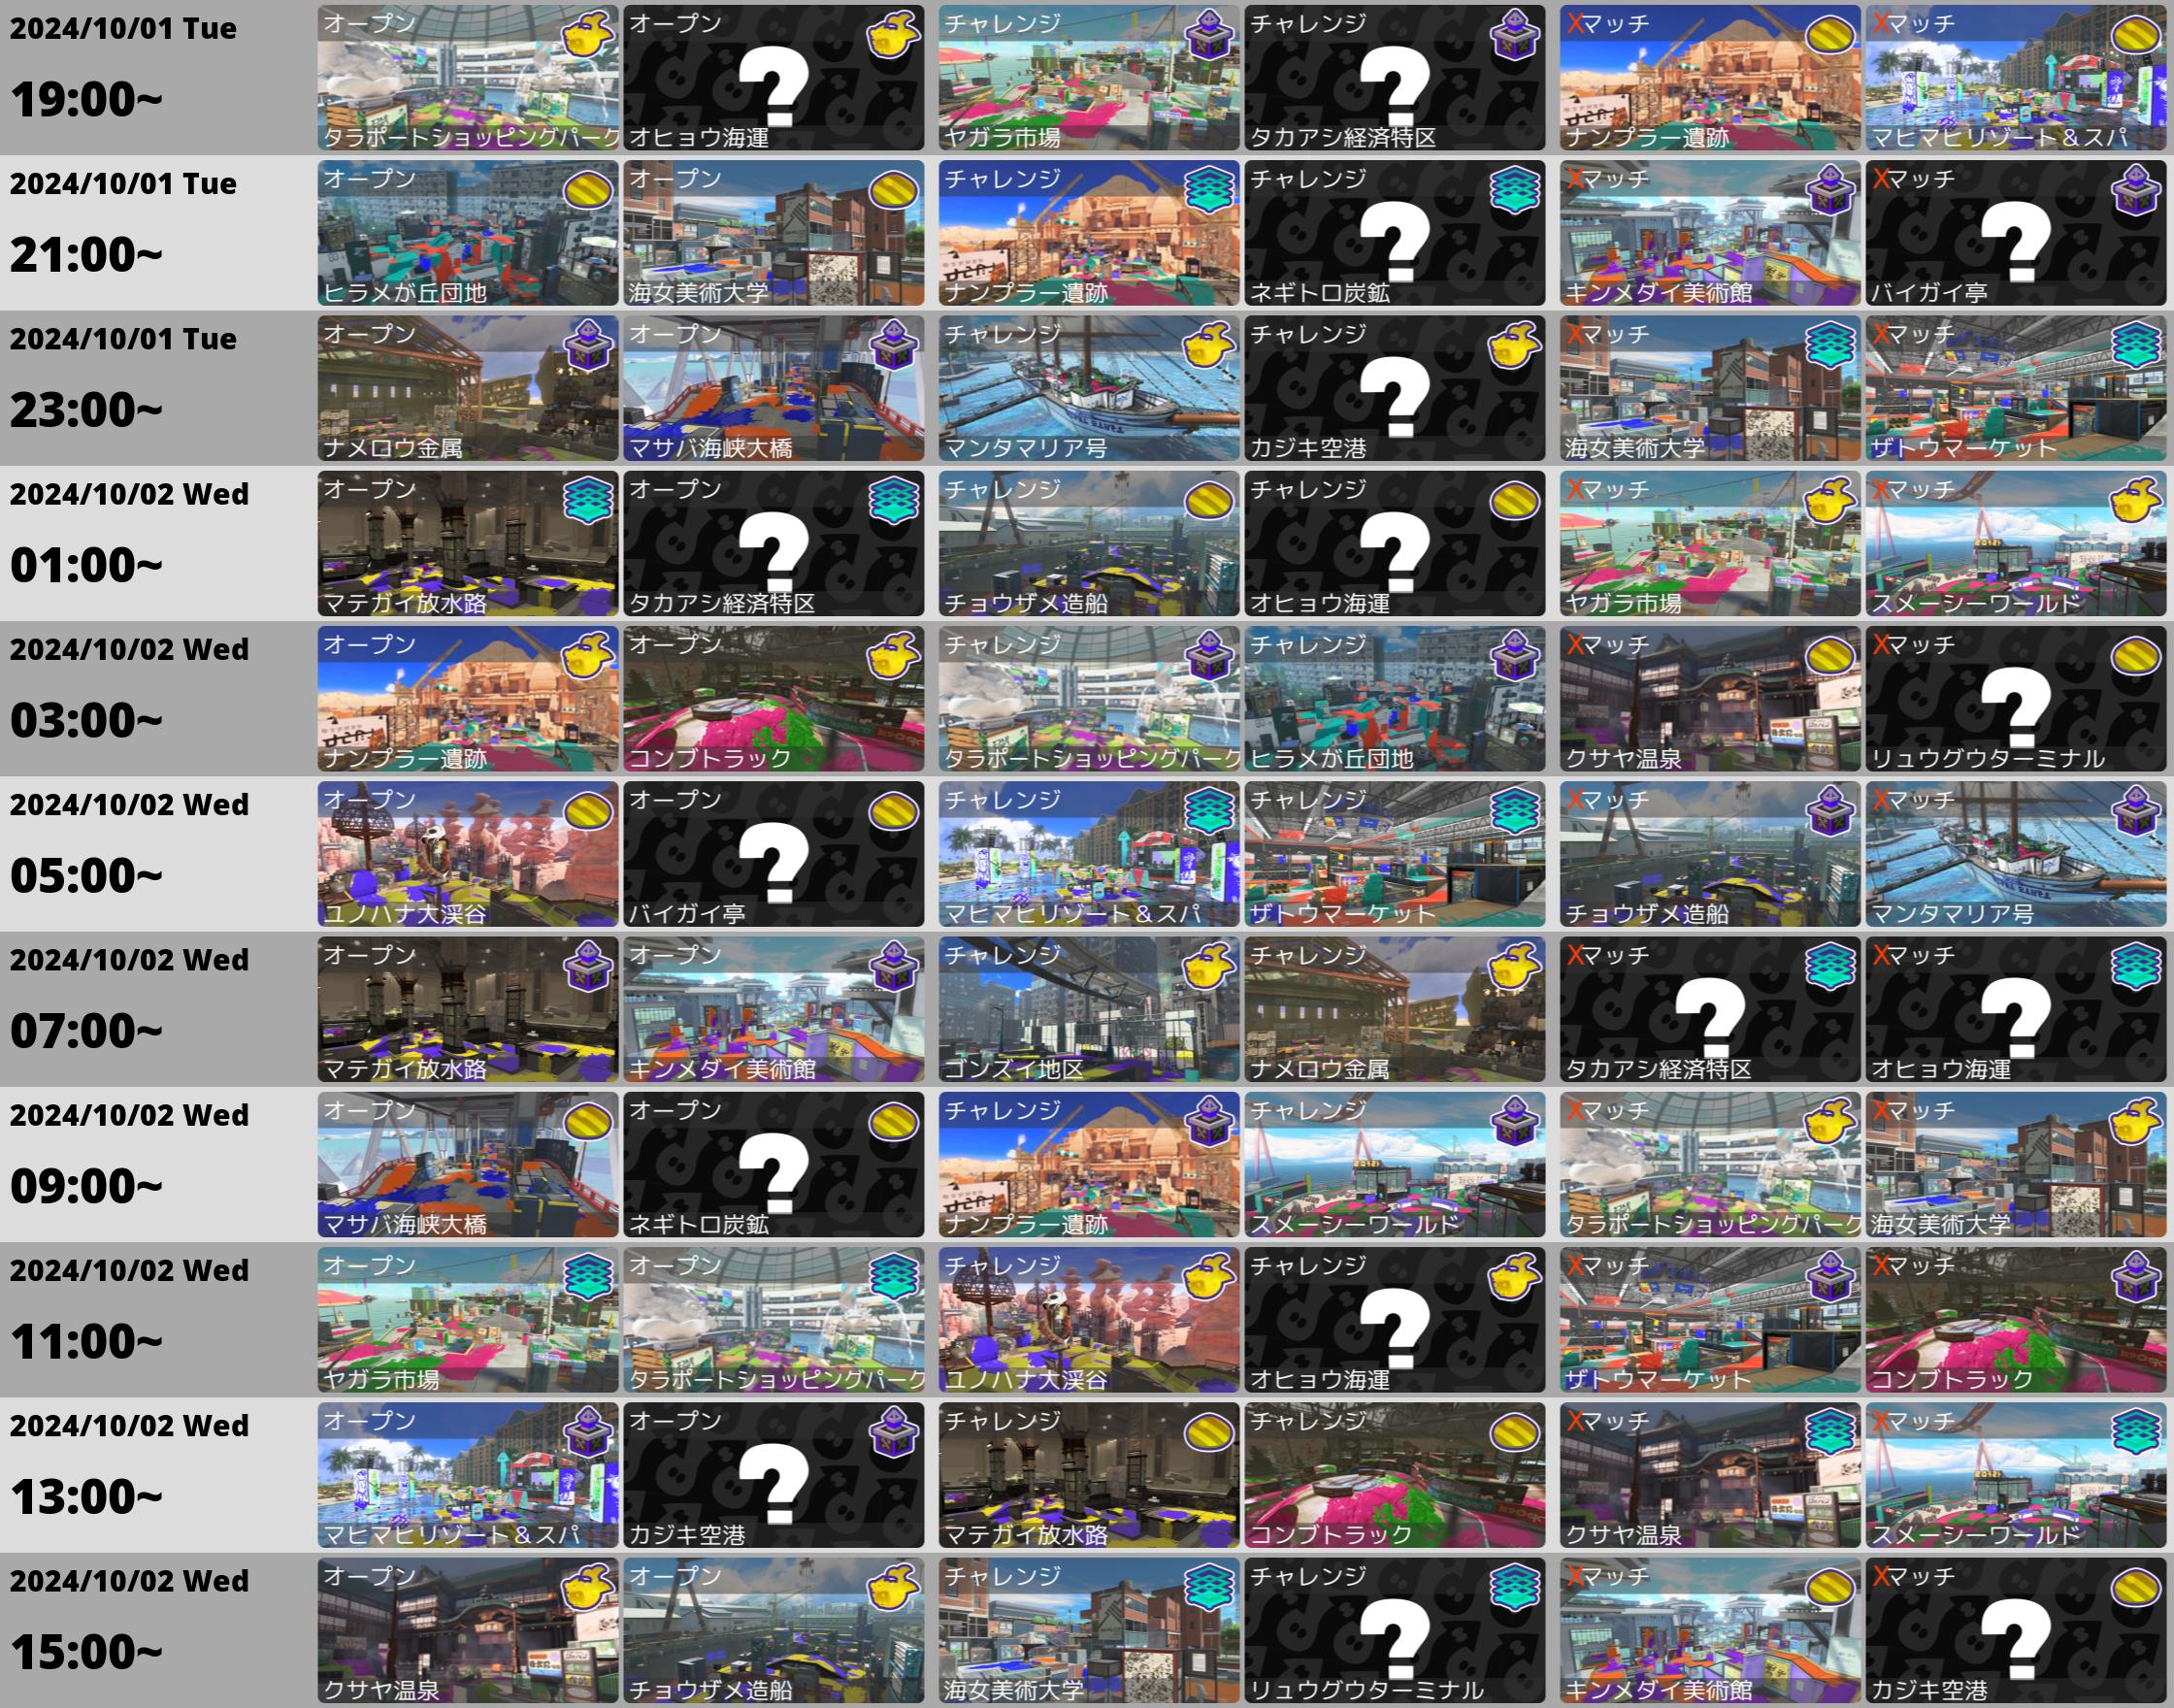 2024/10/01 Tue
19:00~
オープン
タラポートショッピングパーク
オープン
オヒョウ海運
チャレンジ
ヤガラ市場
チャレンジ
タカアシ経済特区
Xマッチ
ナンプラー遺跡
Xマッチ
マヒマヒリゾート&スパ
2024/10/01 Tue
21:00~
オープン
ヒラメが丘団地
オープン
海女美術大学
チャレンジ
ナンプラー遺跡
チャレンジ
ネギトロ炭鉱
Xマッチ
キンメダイ美術館
Xマッチ
バイガイ亭
2024/10/01 Tue
23:00~
オープン
ナメロウ金属
オープン
マサバ海峡大橋
チャレンジ
マンタマリア号
チャレンジ
カジキ空港
Xマッチ
海女美術大学
Xマッチ
ザトウマーケット
2024/10/02 Wed
01:00~
オープン
マテガイ放水路
オープン
タカアシ経済特区
チャレンジ
チョウザメ造船
チャレンジ
オヒョウ海運
Xマッチ
ヤガラ市場
Xマッチ
スメーシーワールド
2024/10/02 Wed
03:00~
オープン
ナンプラー遺跡
オープン
コンブトラック
チャレンジ
タラポートショッピングパーク
チャレンジ
ヒラメが丘団地
Xマッチ
クサヤ温泉
Xマッチ
リュウグウターミナル
2024/10/02 Wed
05:00~
オープン
ユノハナ大渓谷
オープン
バイガイ亭
チャレンジ
マヒマヒリゾート&スパ
チャレンジ
ザトウマーケット
Xマッチ
チョウザメ造船
Xマッチ
マンタマリア号
2024/10/02 Wed
07:00~
オープン
マテガイ放水路
オープン
キンメダイ美術館
チャレンジ
ゴンズイ地区
チャレンジ
ナメロウ金属
Xマッチ
タカアシ経済特区
Xマッチ
オヒョウ海運
2024/10/02 Wed
09:00~
オープン
マサバ海峡大橋
オープン
ネギトロ炭鉱
チャレンジ
ナンプラー遺跡
チャレンジ
スメーシーワールド
Xマッチ
タラポートショッピングパーク
Xマッチ
海女美術大学
2024/10/02 Wed
11:00~
オープン
ヤガラ市場
オープン
タラポートショッピングパーク
チャレンジ
ユノハナ大渓谷
チャレンジ
オヒョウ海運
Xマッチ
ザトウマーケット
Xマッチ
コンブトラック
2024/10/02 Wed
13:00~
オープン
マヒマヒリゾート&スパ
オープン
カジキ空港
チャレンジ
マテガイ放水路
チャレンジ
コンブトラック
Xマッチ
クサヤ温泉
Xマッチ
スメーシーワールド
2024/10/02 Wed
15:00~
オープン
クサヤ温泉
オープン
チョウザメ造船
チャレンジ
海女美術大学
チャレンジ
リュウグウターミナル
Xマッチ
キンメダイ美術館
Xマッチ
カジキ空港